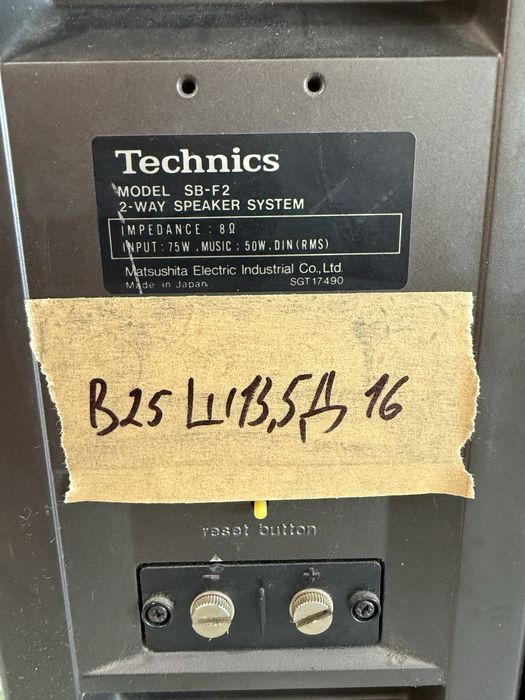 Technics
MODEL SB-F2
2-WAY SPEAKER SYSTEM
IMPEDANCE : 8Ω
INPUT : 75W . MUSIC ; 50W . DIN (RMS)
Matsushita Electric Industrial Co., Ltd.
Made in Japan SGT17490
В25 Ш13,5 Д 16
reset button
- +